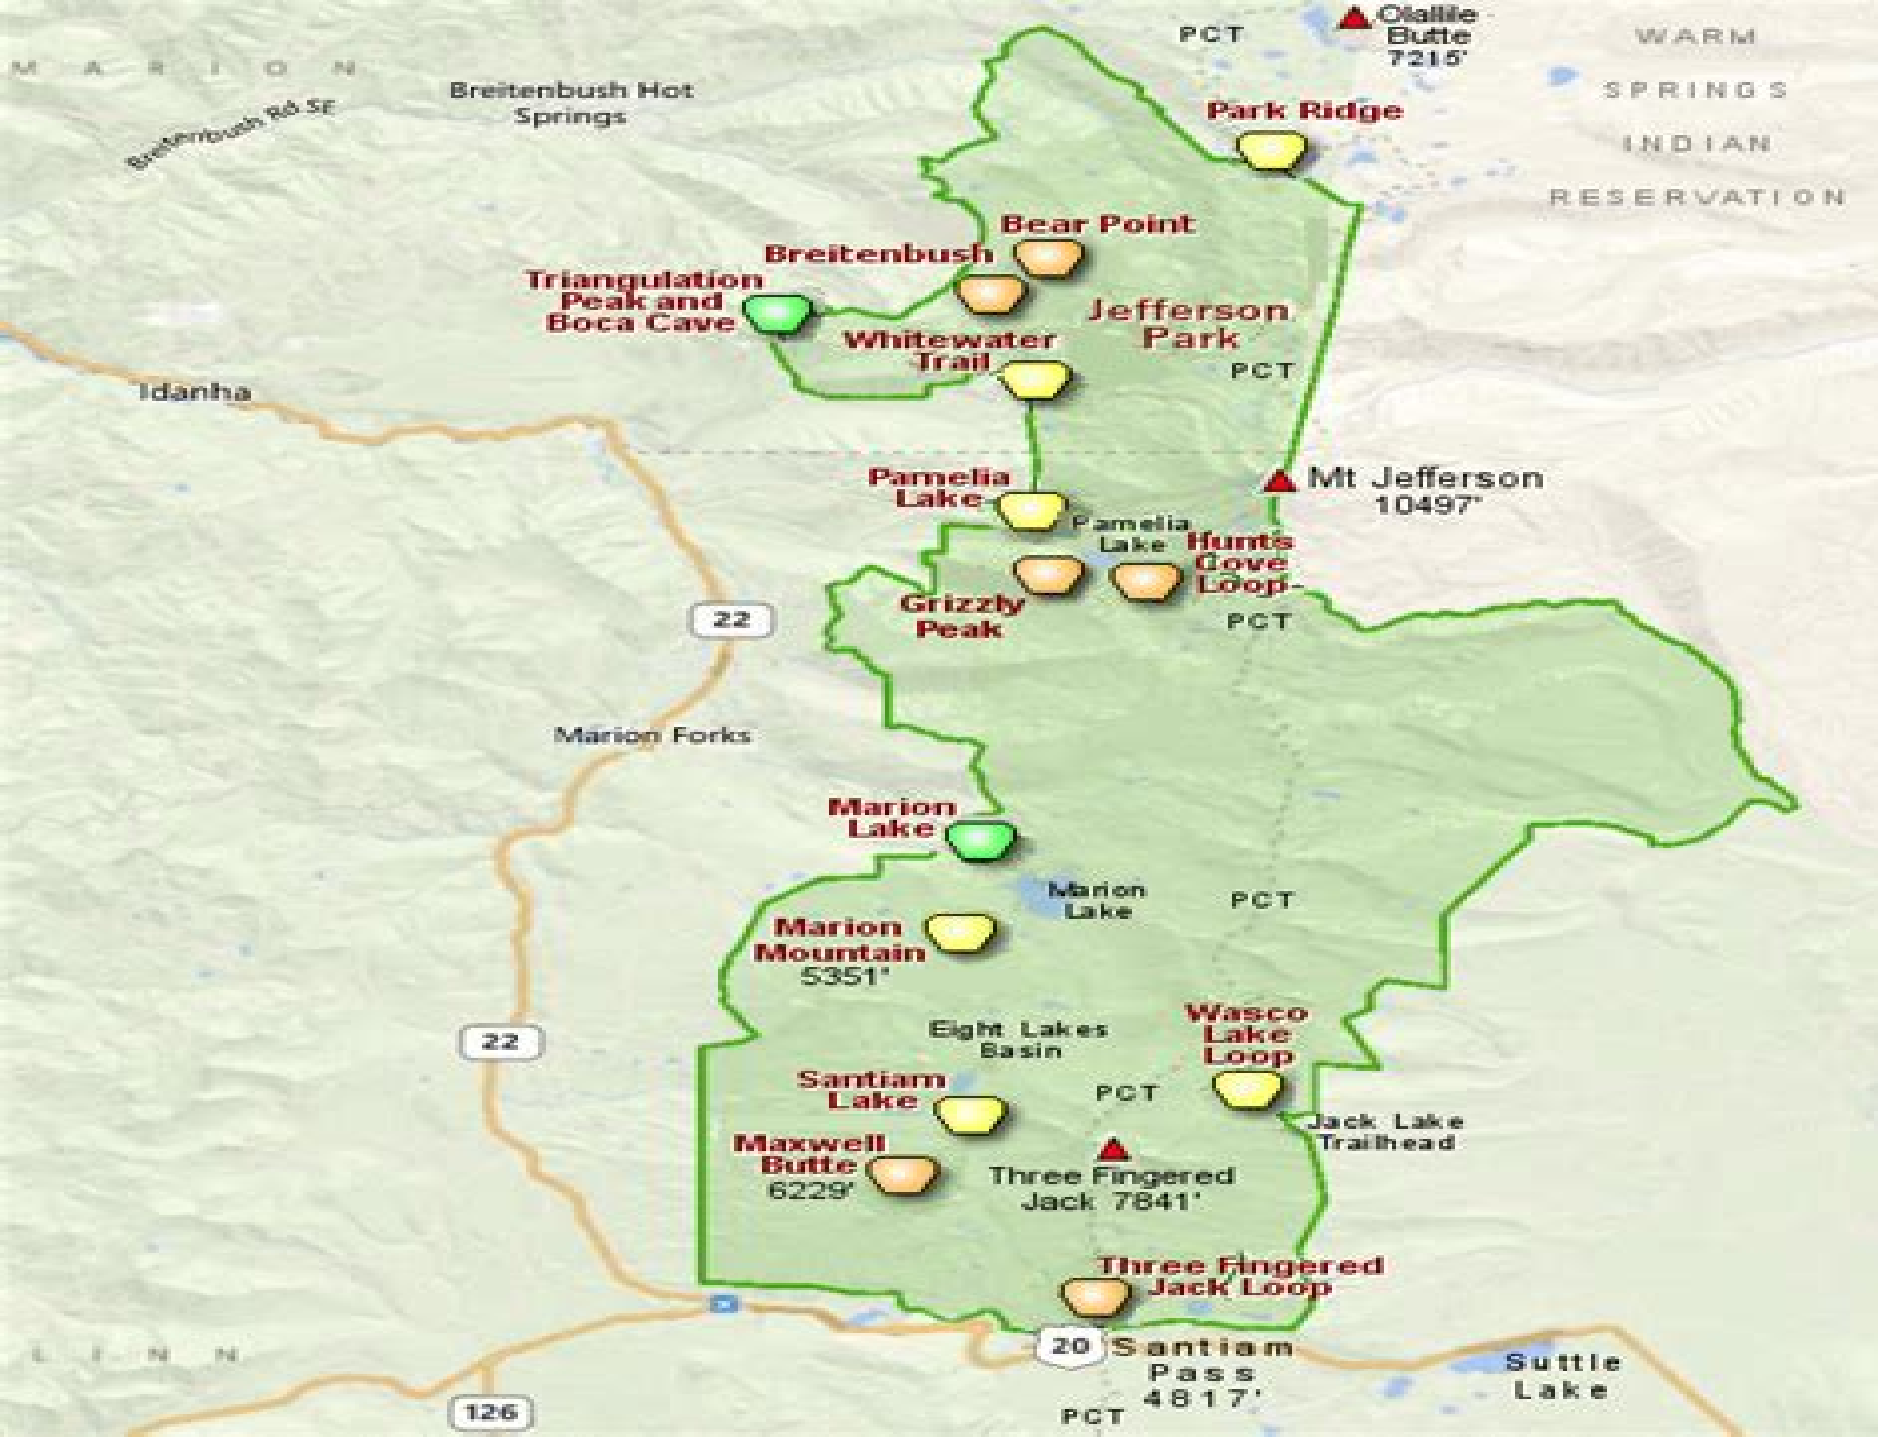 PCT
Olallie
Butte
7215'
WARM
SPRINGS
INDIAN
RESERVATION
MARION
Breitenbush Hot
Springs
Breitenbush Rd SE
Park Ridge
Bear Point
Breitenbush
Triangulation
Peak and
Boca Cave
Jefferson
Park
Whitewater
Trail
PCT
Idanha
Pamelia
Lake
Mt Jefferson
10497'
Pamelia
Lake
Hunts
Cove
Loop
Grizzly
Peak
PCT
22
Marion Forks
Marion
Lake
Marion
Lake
PCT
Marion
Mountain
5351'
Wasco
Lake
Loop
Eight Lakes
Basin
22
Santiam
Lake
PCT
Jack Lake
Trailhead
Maxwell
Butte
6229'
Three Fingered
Jack 7841'
Three Fingered
Jack Loop
20
Santiam
Pass
4817'
LINN
Suttle
Lake
126
PCT